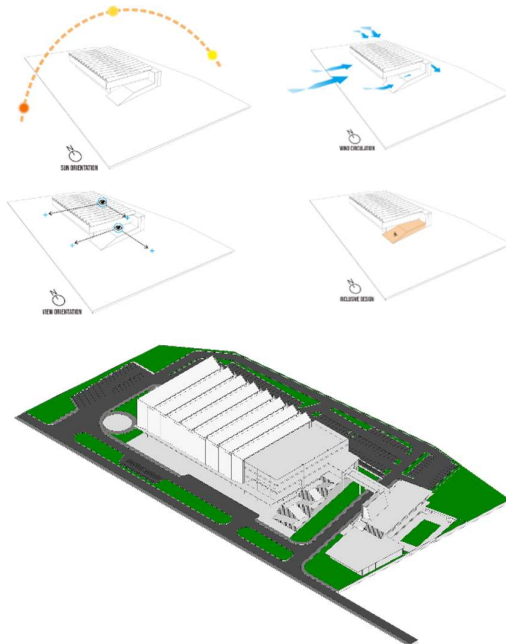 N
SUN ORIENTATION
N
WIND CIRCULATION
N
VIEW ORIENTATION
N
INCLUSIVE DESIGN